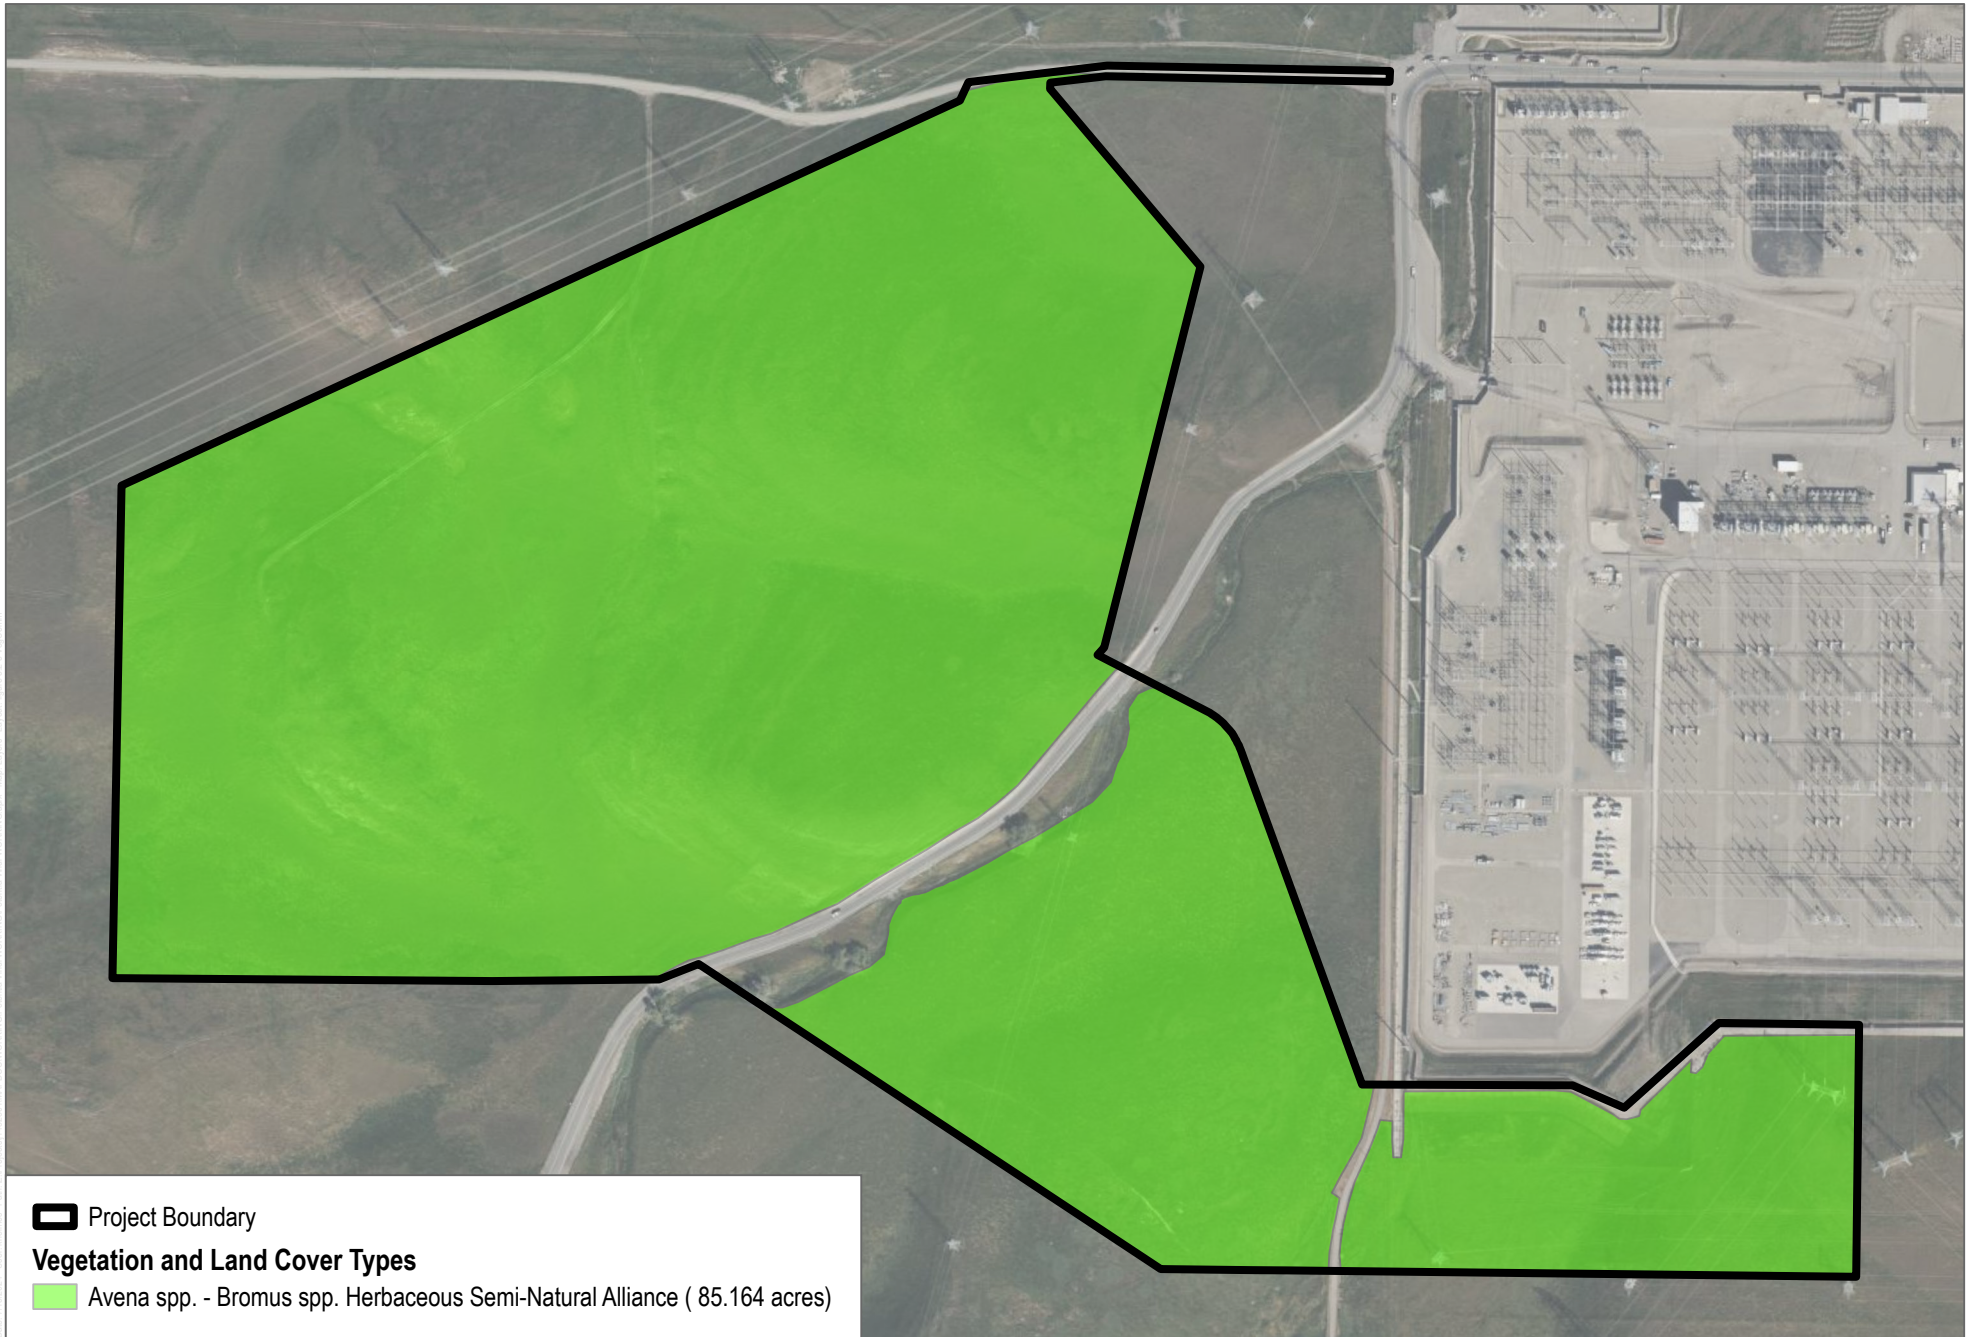 Project Boundary
Vegetation and Land Cover Types
Avena spp. - Bromus spp. Herbaceous Semi-Natural Alliance ( 85.164 acres)